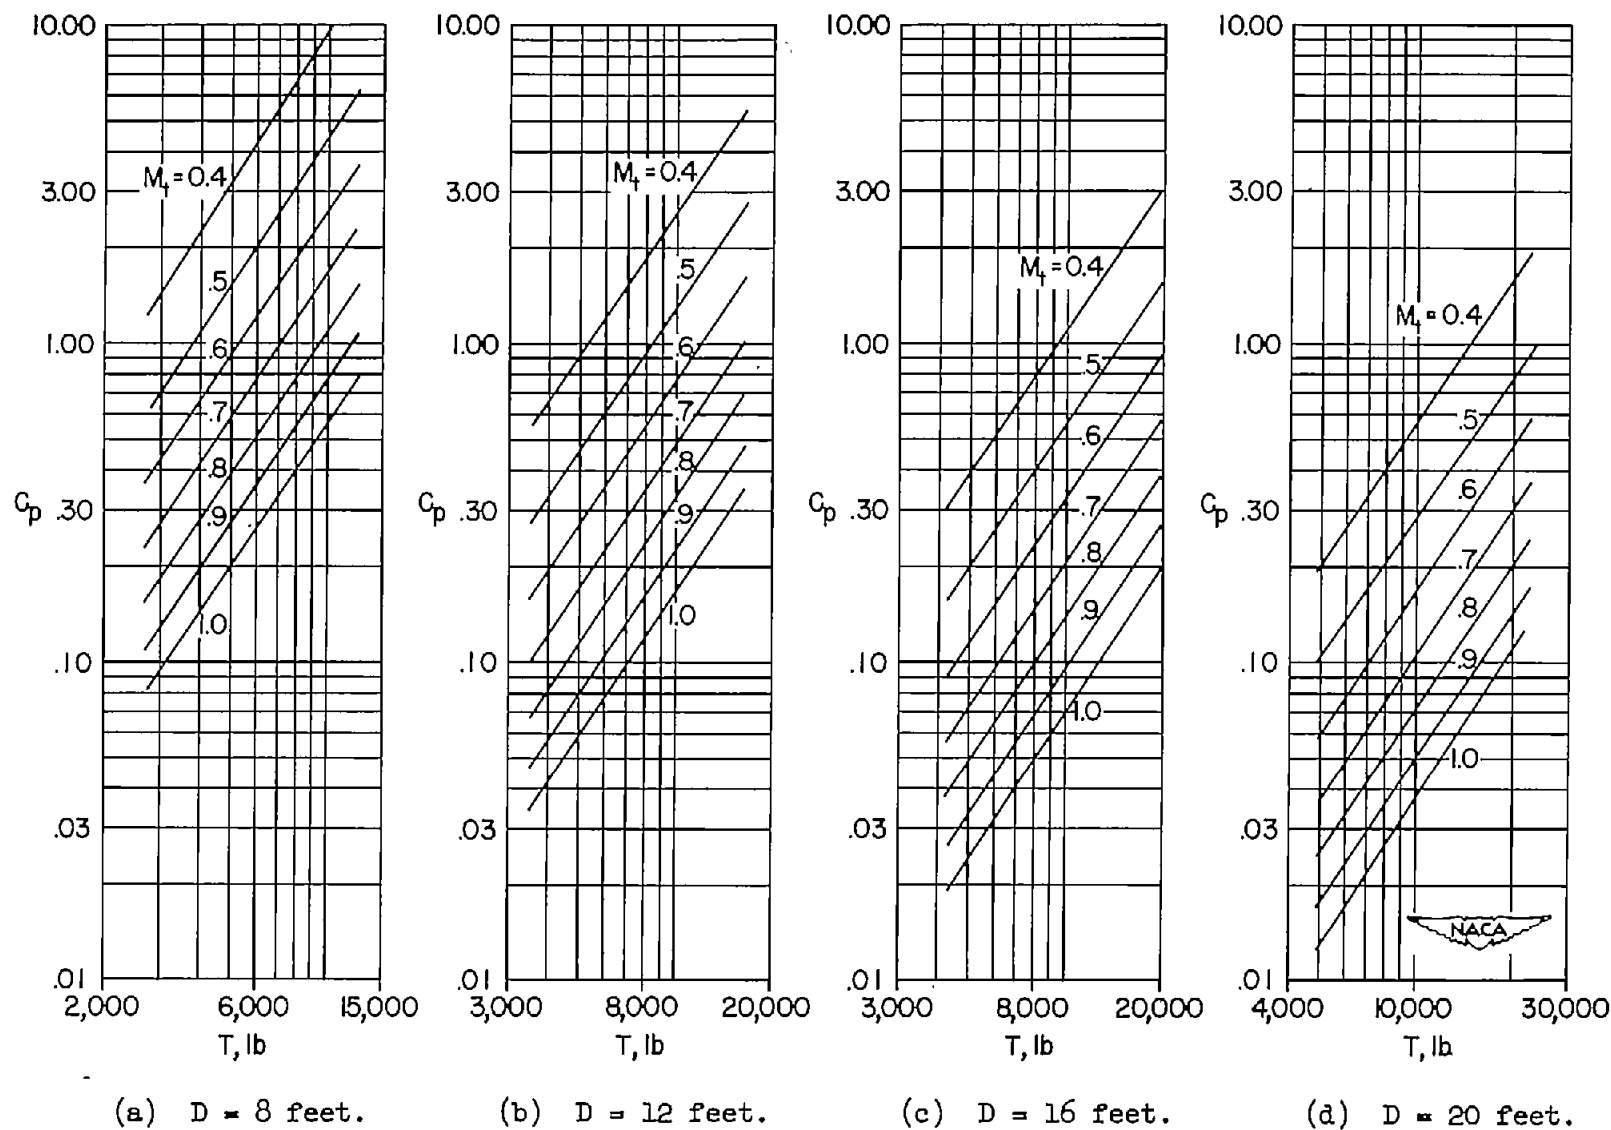 10.00 10.00 10.00 10.00
M_t=0.4 M_t=0.4
3.00 3.00 3.00 3.00
.5 .5 M_t=0.4
M_t=0.4
1.00 1.00 1.00 1.00
.6 .6 .5
.7 .7 .6 .5
.8 .8 .6
C_p .30 C_p .30 C_p .30 C_p .30
.9 .9 .7
.8 .7
1.0 1.0 .9 .8
.10 .10 .10 .10
.9
1.0 1.0
.03 .03 .03 .03
NACA
.01 .01 .01 .01
2,000 6,000 15,000 3,000 8,000 20,000 3,000 8,000 20,000 4,000 10,000 30,000
T, lb T, lb T, lb T, lb
(a) D = 8 feet. (b) D = 12 feet. (c) D = 16 feet. (d) D = 20 feet.